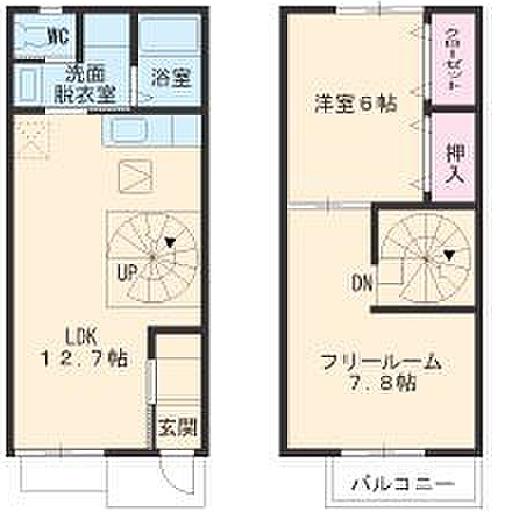 WC
洗面
脱衣室
浴室
UP
LDK
12.7帖
玄関
洋室6帖
クローゼット
押入
DN
フリールーム
7.8帖
バルコニー